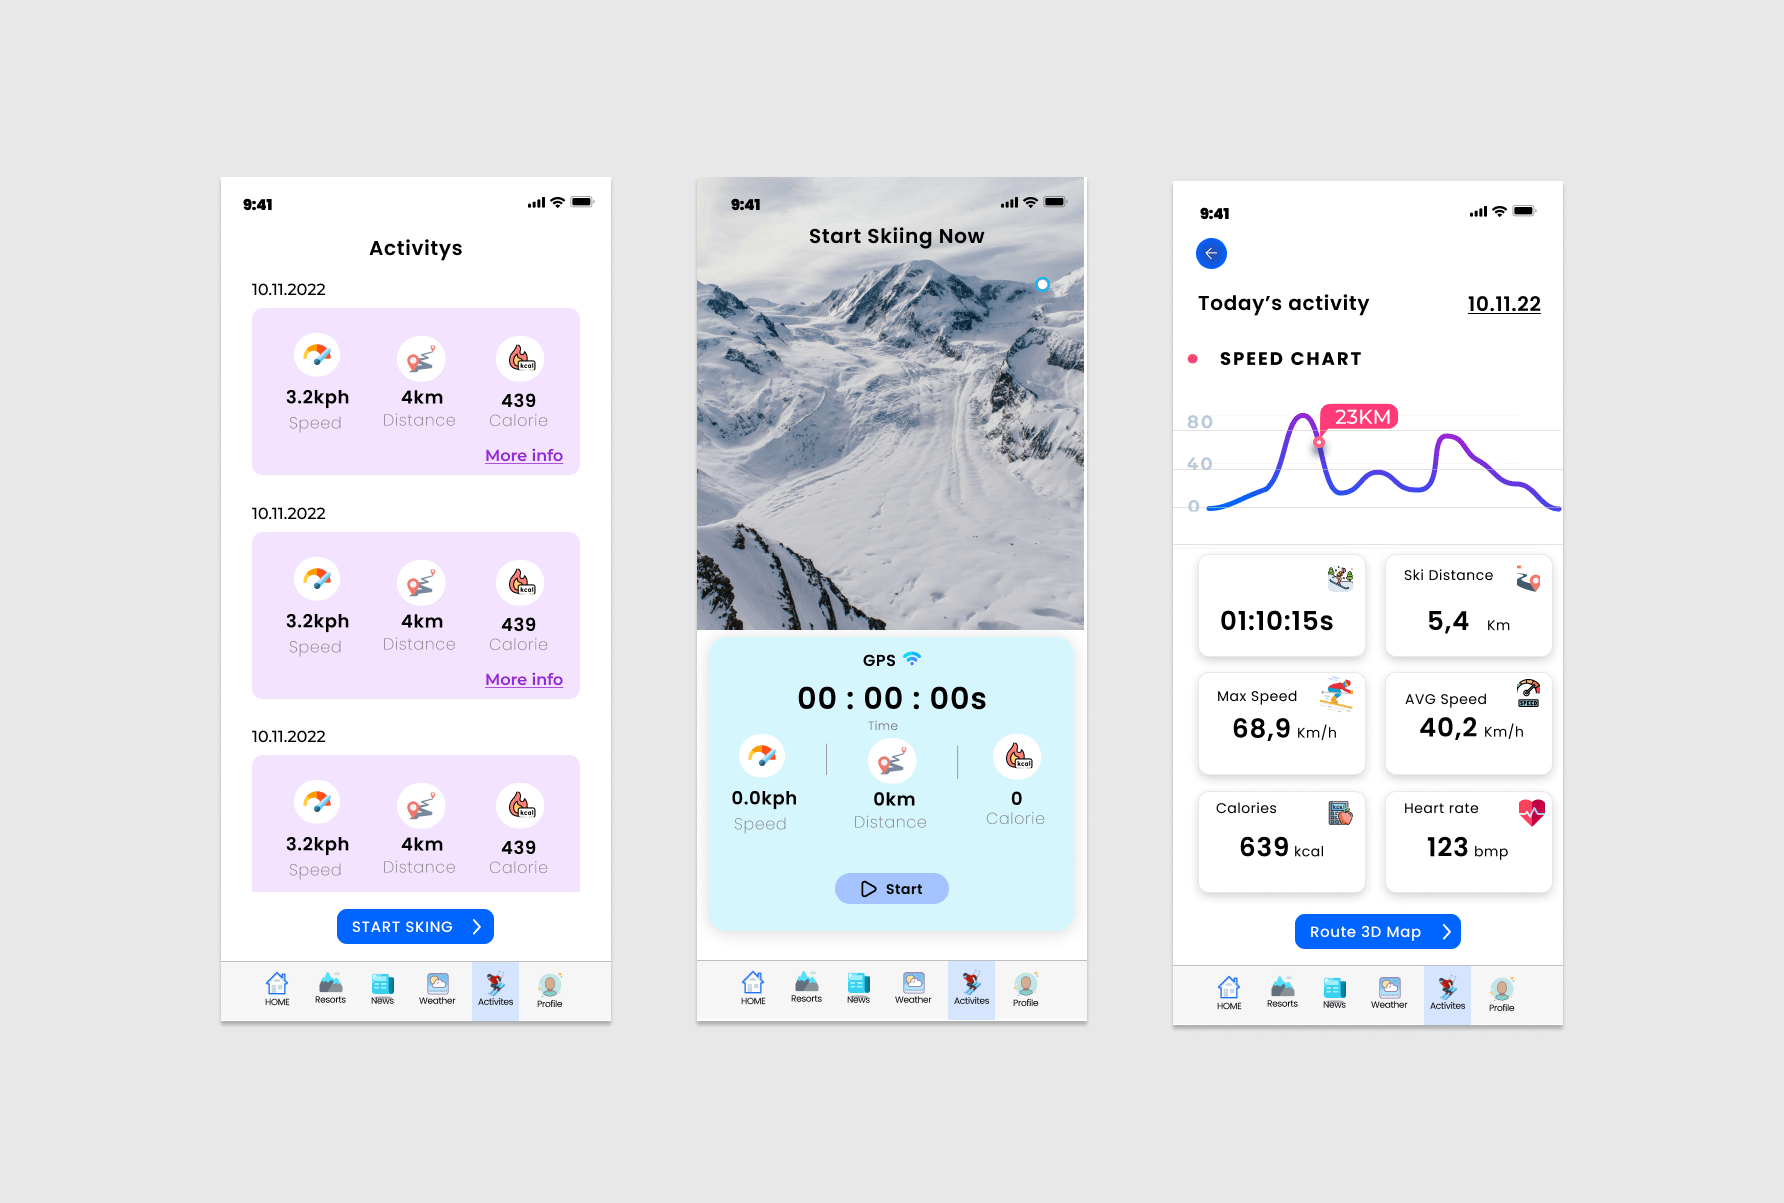 9:41
Activitys
10.11.2022
3.2kph 4km 439
Speed Distance Calorie
More info
10.11.2022
3.2kph 4km 439
Speed Distance Calorie
More info
10.11.2022
3.2kph 4km 439
Speed Distance Calorie
START SKING
HOME Resorts News Weather Activites Profile
9:41
Start Skiing Now
GPS
00 : 00 : 00s
Time
kcal
0.0kph 0km 0
Speed Distance Calorie
Start
HOME Resorts News Weather Activites Profile
9:41
Today's activity 10.11.22
SPEED CHART
23KM
80
40
0
01:10:15s
Ski Distance
5,4 Km
Max Speed
68,9 Km/h
AVG Speed
SPEED
40,2 Km/h
Calories
kcal
639 kcal
Heart rate
123 bmp
Route 3D Map
HOME Resorts News Weather Activites Profile